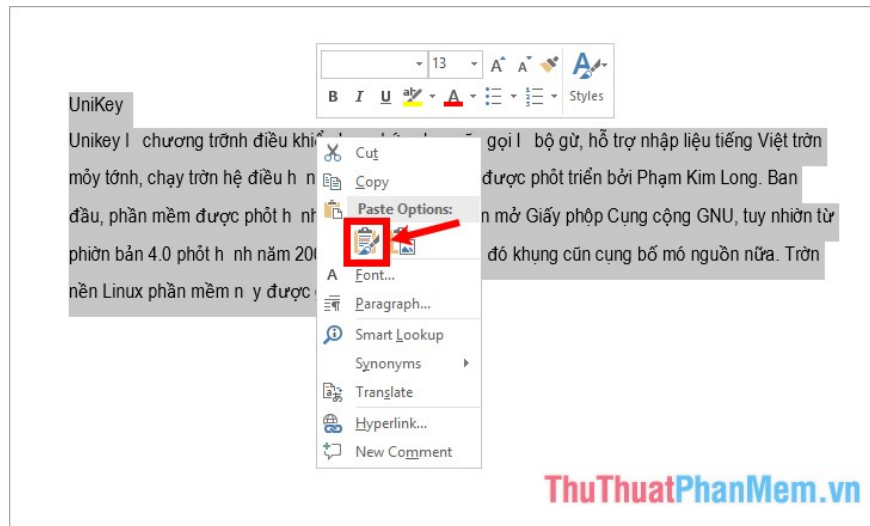 13
B I U Styles
UniKey
Unikey l chương trỡnh điều khi gọi l bộ gừ, hỗ trợ nhập liệu tiếng Việt trờn
mỏy tớnh, chạy trờn hệ điều h n được phỏt triển bởi Phạm Kim Long. Ban
đầu, phần mềm được phỏt h nh n mở Giấy phộp Cụng cộng GNU, tuy nhiờn từ
phiờn bản 4.0 phỏt h nh năm 200 đó khụng cũn cụng bố mó nguồn nữa. Trờn
nền Linux phần mềm n y được
Cut
Copy
Paste Options:
Font...
Paragraph...
Smart Lookup
Synonyms
Translate
Hyperlink...
New Comment
ThuThuatPhanMem.vn